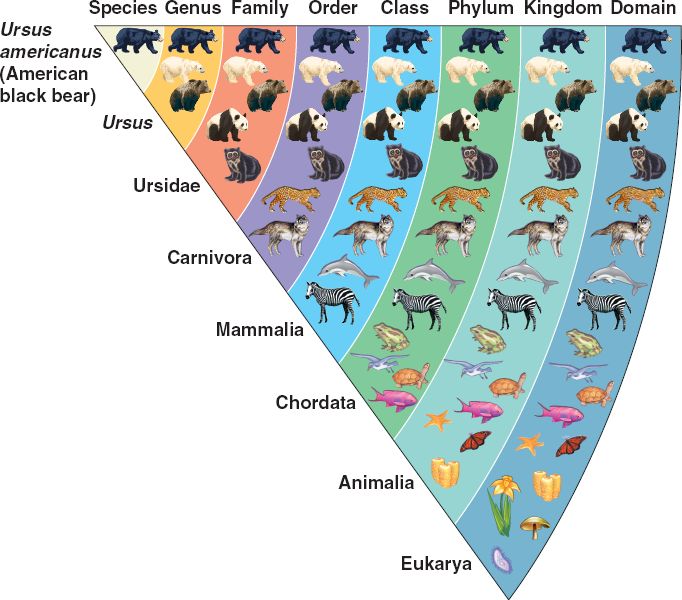 Species Genus Family Order Class Phylum Kingdom Domain
Ursus
americanus
(American
black bear)
Ursus
Ursidae
Carnivora
Mammalia
Chordata
Animalia
Eukarya